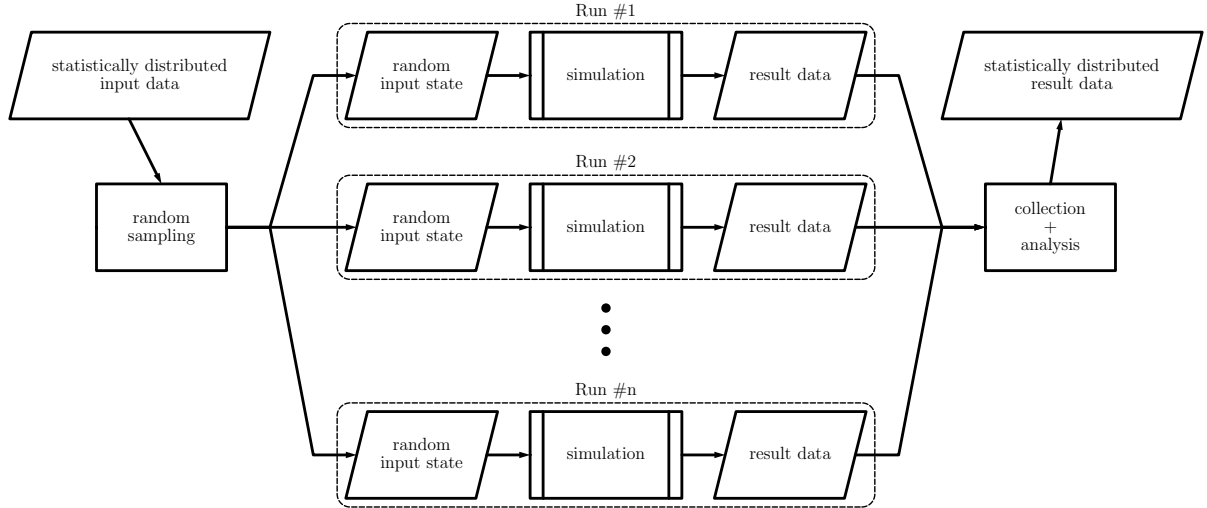 Run #1
statistically distributed
input data
random
input state
simulation
result data
statistically distributed
result data
Run #2
random
sampling
random
input state
simulation
result data
collection
+
analysis
Run #n
random
input state
simulation
result data